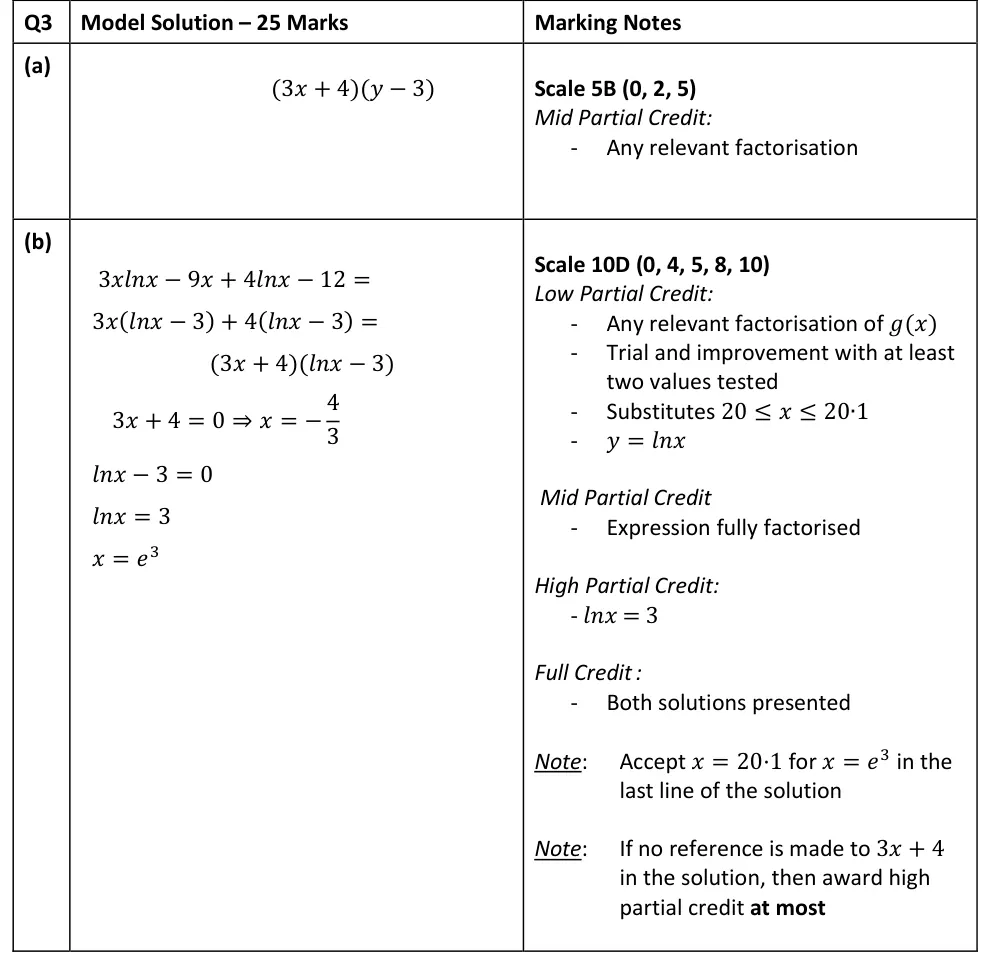 Q3 Model Solution – 25 Marks Marking Notes
(a)
(3x + 4)(y − 3)
Scale 5B (0, 2, 5)
Mid Partial Credit:
- Any relevant factorisation
(b)
3xlnx − 9x + 4lnx − 12 =
3x(lnx − 3) + 4(lnx − 3) =
(3x + 4)(lnx − 3)
3x + 4 = 0 ⇒ x = −4/3
lnx − 3 = 0
lnx = 3
x = e³
Scale 10D (0, 4, 5, 8, 10)
Low Partial Credit:
- Any relevant factorisation of g(x)
- Trial and improvement with at least
two values tested
- Substitutes 20 ≤ x ≤ 20·1
- y = lnx
Mid Partial Credit
- Expression fully factorised
High Partial Credit:
- lnx = 3
Full Credit :
- Both solutions presented
Note: Accept x = 20·1 for x = e³ in the
last line of the solution
Note: If no reference is made to 3x + 4
in the solution, then award high
partial credit at most